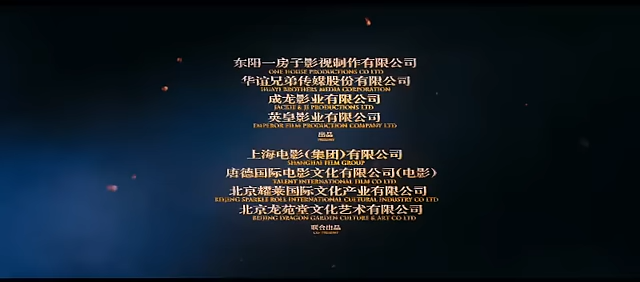 东阳一房子影视制作有限公司
ONE HOUSE PRODUCTIONS CO LTD
华谊兄弟传媒股份有限公司
HUAYI BROTHERS MEDIA CORPORATION
成龙影业有限公司
JACKIE & JJ PRODUCTIONS LTD
英皇影业有限公司
EMPEROR FILM PRODUCTION COMPANY LTD
出品
上海电影(集团)有限公司
SHANGHAI FILM GROUP
唐德国际电影文化有限公司(电影)
TALENT INTERNATIONAL FILM CO LTD
北京耀莱国际文化产业有限公司
BEIJING SPARKLE ROLL INTERNATIONAL CULTURAL INDUSTRY CO LTD
北京龙苑堂文化艺术有限公司
BEIJING DRAGON GARDEN CULTURE & ART CO LTD
联合出品